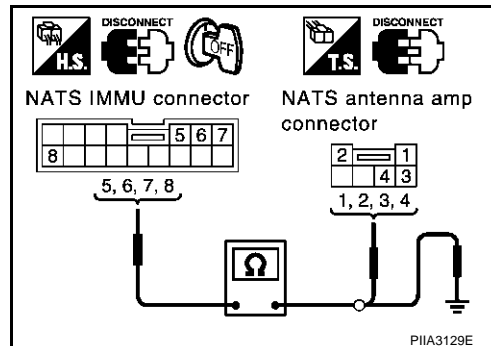 DISCONNECT DISCONNECT
H.S. OFF T.S.
NATS IMMU connector
NATS antenna amp
connector
5 6 7
8
5, 6, 7, 8
2 1
4 3
1, 2, 3, 4
Ω
PIIA3129E